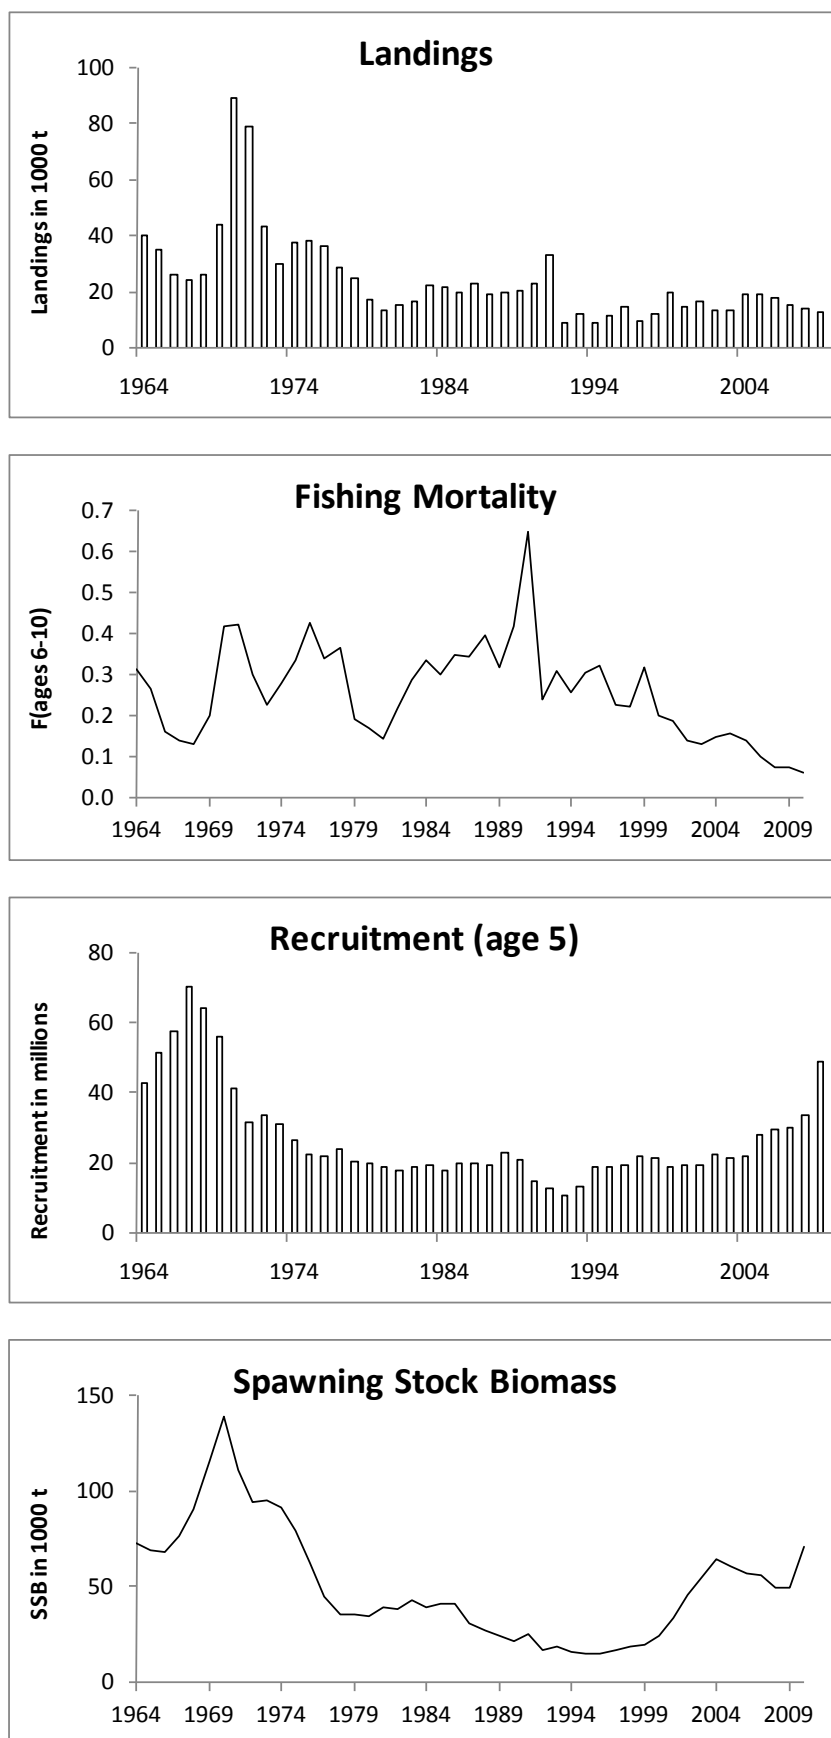 Landings
Landings in 1000 t
100
80
60
40
20
0
1964 1974 1984 1994 2004
Fishing Mortality
F(ages 6-10)
0.7
0.6
0.5
0.4
0.3
0.2
0.1
0.0
1964 1969 1974 1979 1984 1989 1994 1999 2004 2009
Recruitment (age 5)
Recruitment in millions
80
60
40
20
0
1964 1974 1984 1994 2004
Spawning Stock Biomass
SSB in 1000 t
150
100
50
0
1964 1969 1974 1979 1984 1989 1994 1999 2004 2009